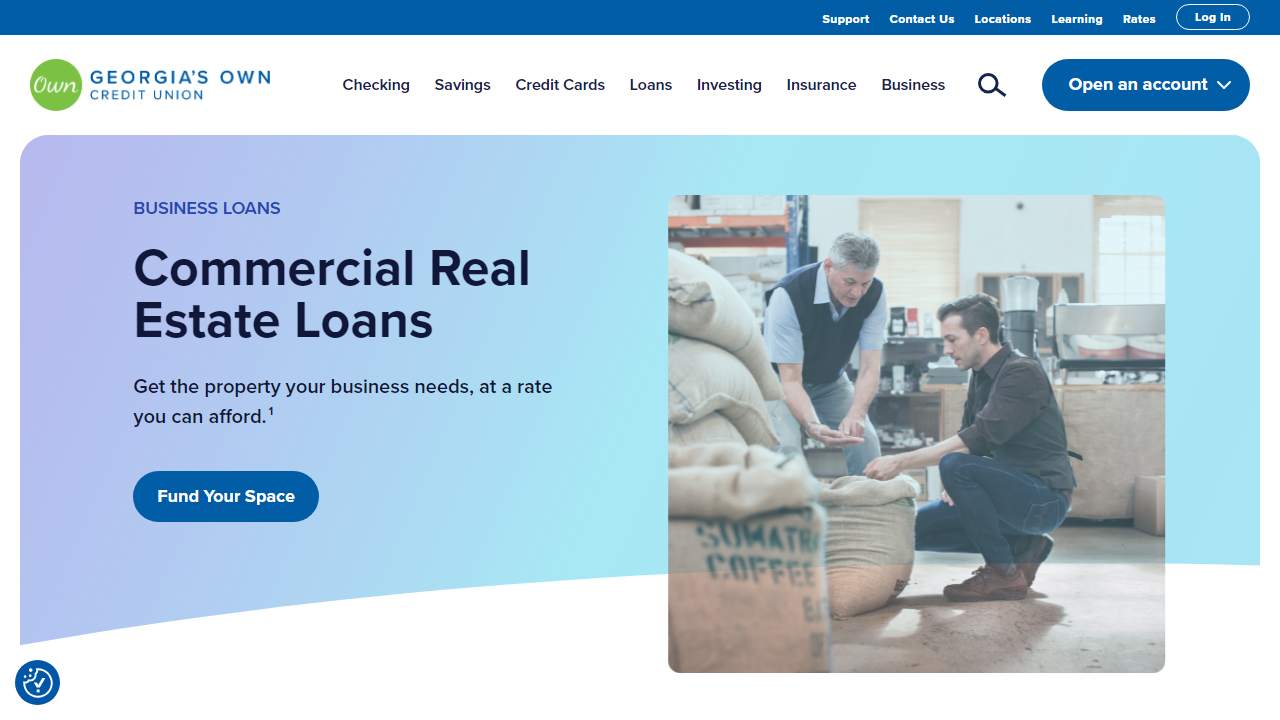 Support Contact Us Locations Learning Rates Log In
Own GEORGIA'S OWN
CREDIT UNION
Checking Savings Credit Cards Loans Investing Insurance Business Open an account
BUSINESS LOANS
Commercial Real
Estate Loans
Get the property your business needs, at a rate
you can afford.¹
Fund Your Space
SUMATRA
COFFEE